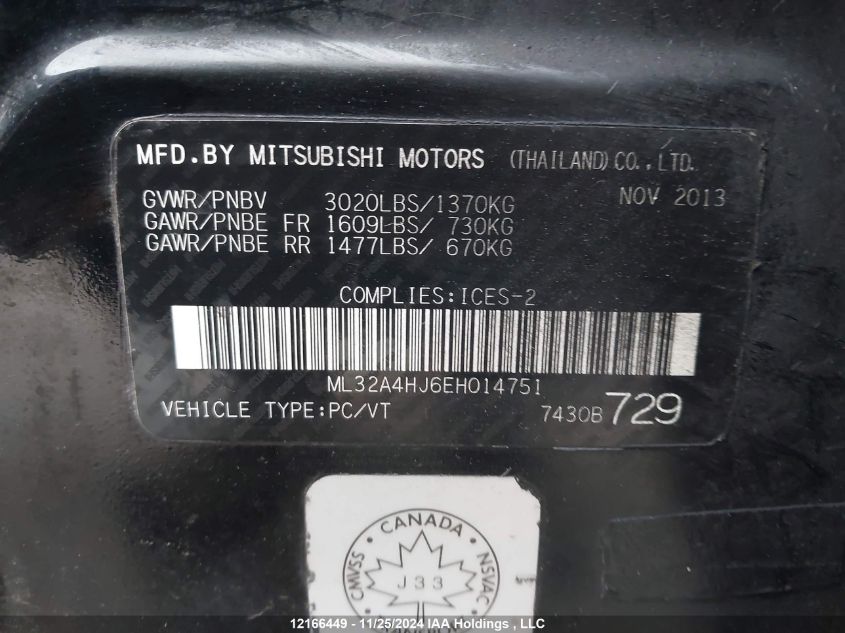 MFD.BY MITSUBISHI MOTORS (THAILAND)CO.,LTD.
GVWR/PNBV 3020LBS/1370KG NOV 2013
GAWR/PNBE FR 1609LBS/ 730KG
GAWR/PNBE RR 1477LBS/ 670KG
COMPLIES:ICES-2
ML32A4HJ6EH014751
VEHICLE TYPE:PC/VT 7430B 729
CANADA
CMVSS J33 NSVAC
12166449 - 11/25/2024 IAA Holdings , LLC